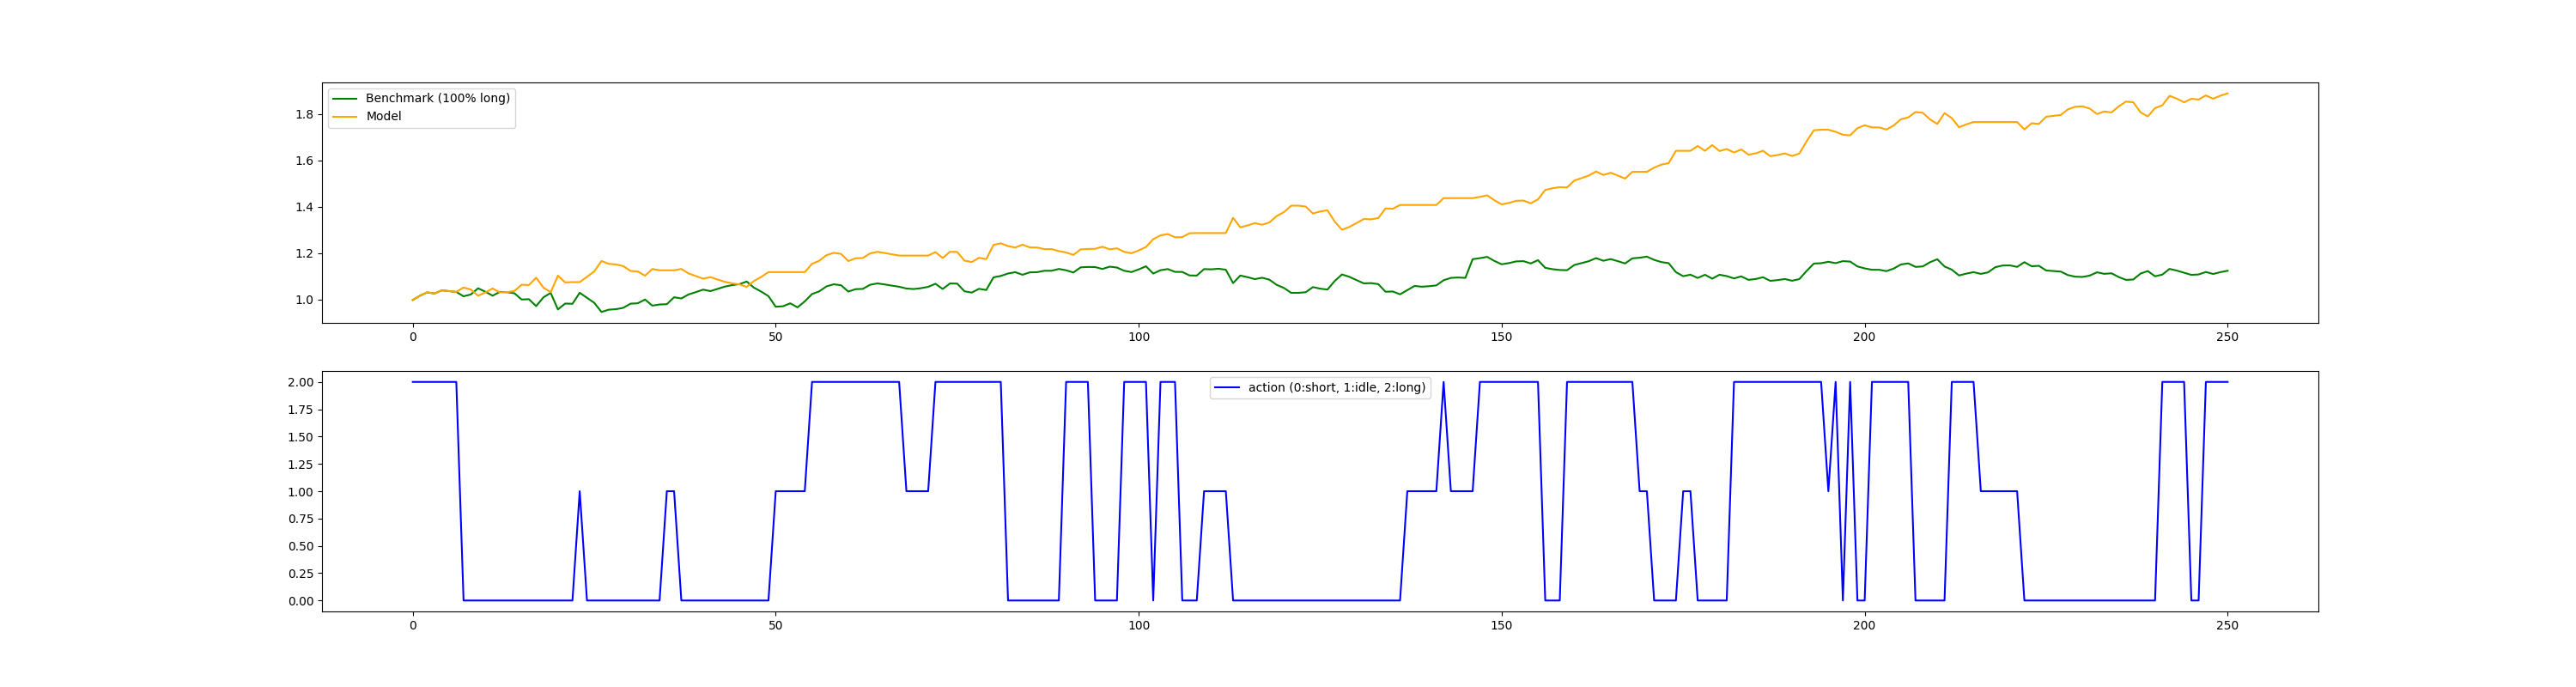 Benchmark (100% long)
Model
1.8
1.6
1.4
1.2
1.0
0 50 100 150 200 250
action (0:short, 1:idle, 2:long)
2.00
1.75
1.50
1.25
1.00
0.75
0.50
0.25
0.00
0 50 100 150 200 250